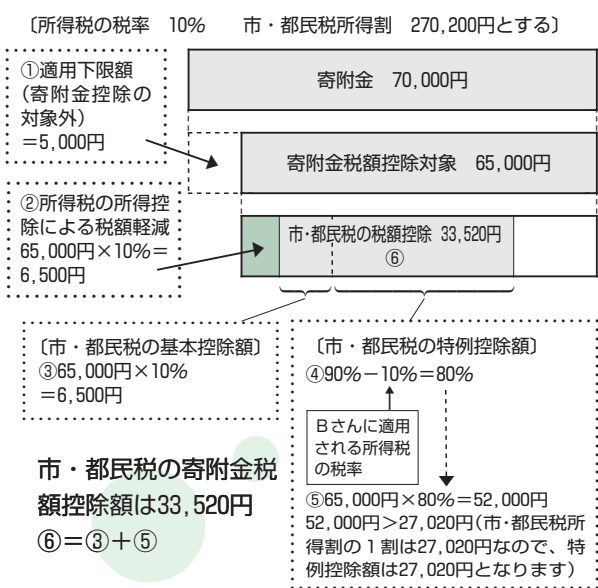 〔所得税の税率　10%　　市・都民税所得割　270,200円とする〕
①適用下限額
(寄附金控除の
対象外)
＝5,000円
寄附金　70,000円
寄附金税額控除対象　65,000円
②所得税の所得控
除による税額軽減
65,000円×10%＝
6,500円
市・都民税の税額控除 33,520円
⑥
〔市・都民税の基本控除額〕
③65,000円×10%
＝6,500円
〔市・都民税の特例控除額〕
④90%－10%＝80%
Bさんに適用
される所得税
の税率
⑤65,000円×80%＝52,000円
52,000円＞27,020円(市・都民税所
得割の１割は27,020円なので、特
例控除額は27,020円となります)
市・都民税の寄附金税
額控除額は33,520円
⑥＝③＋⑤